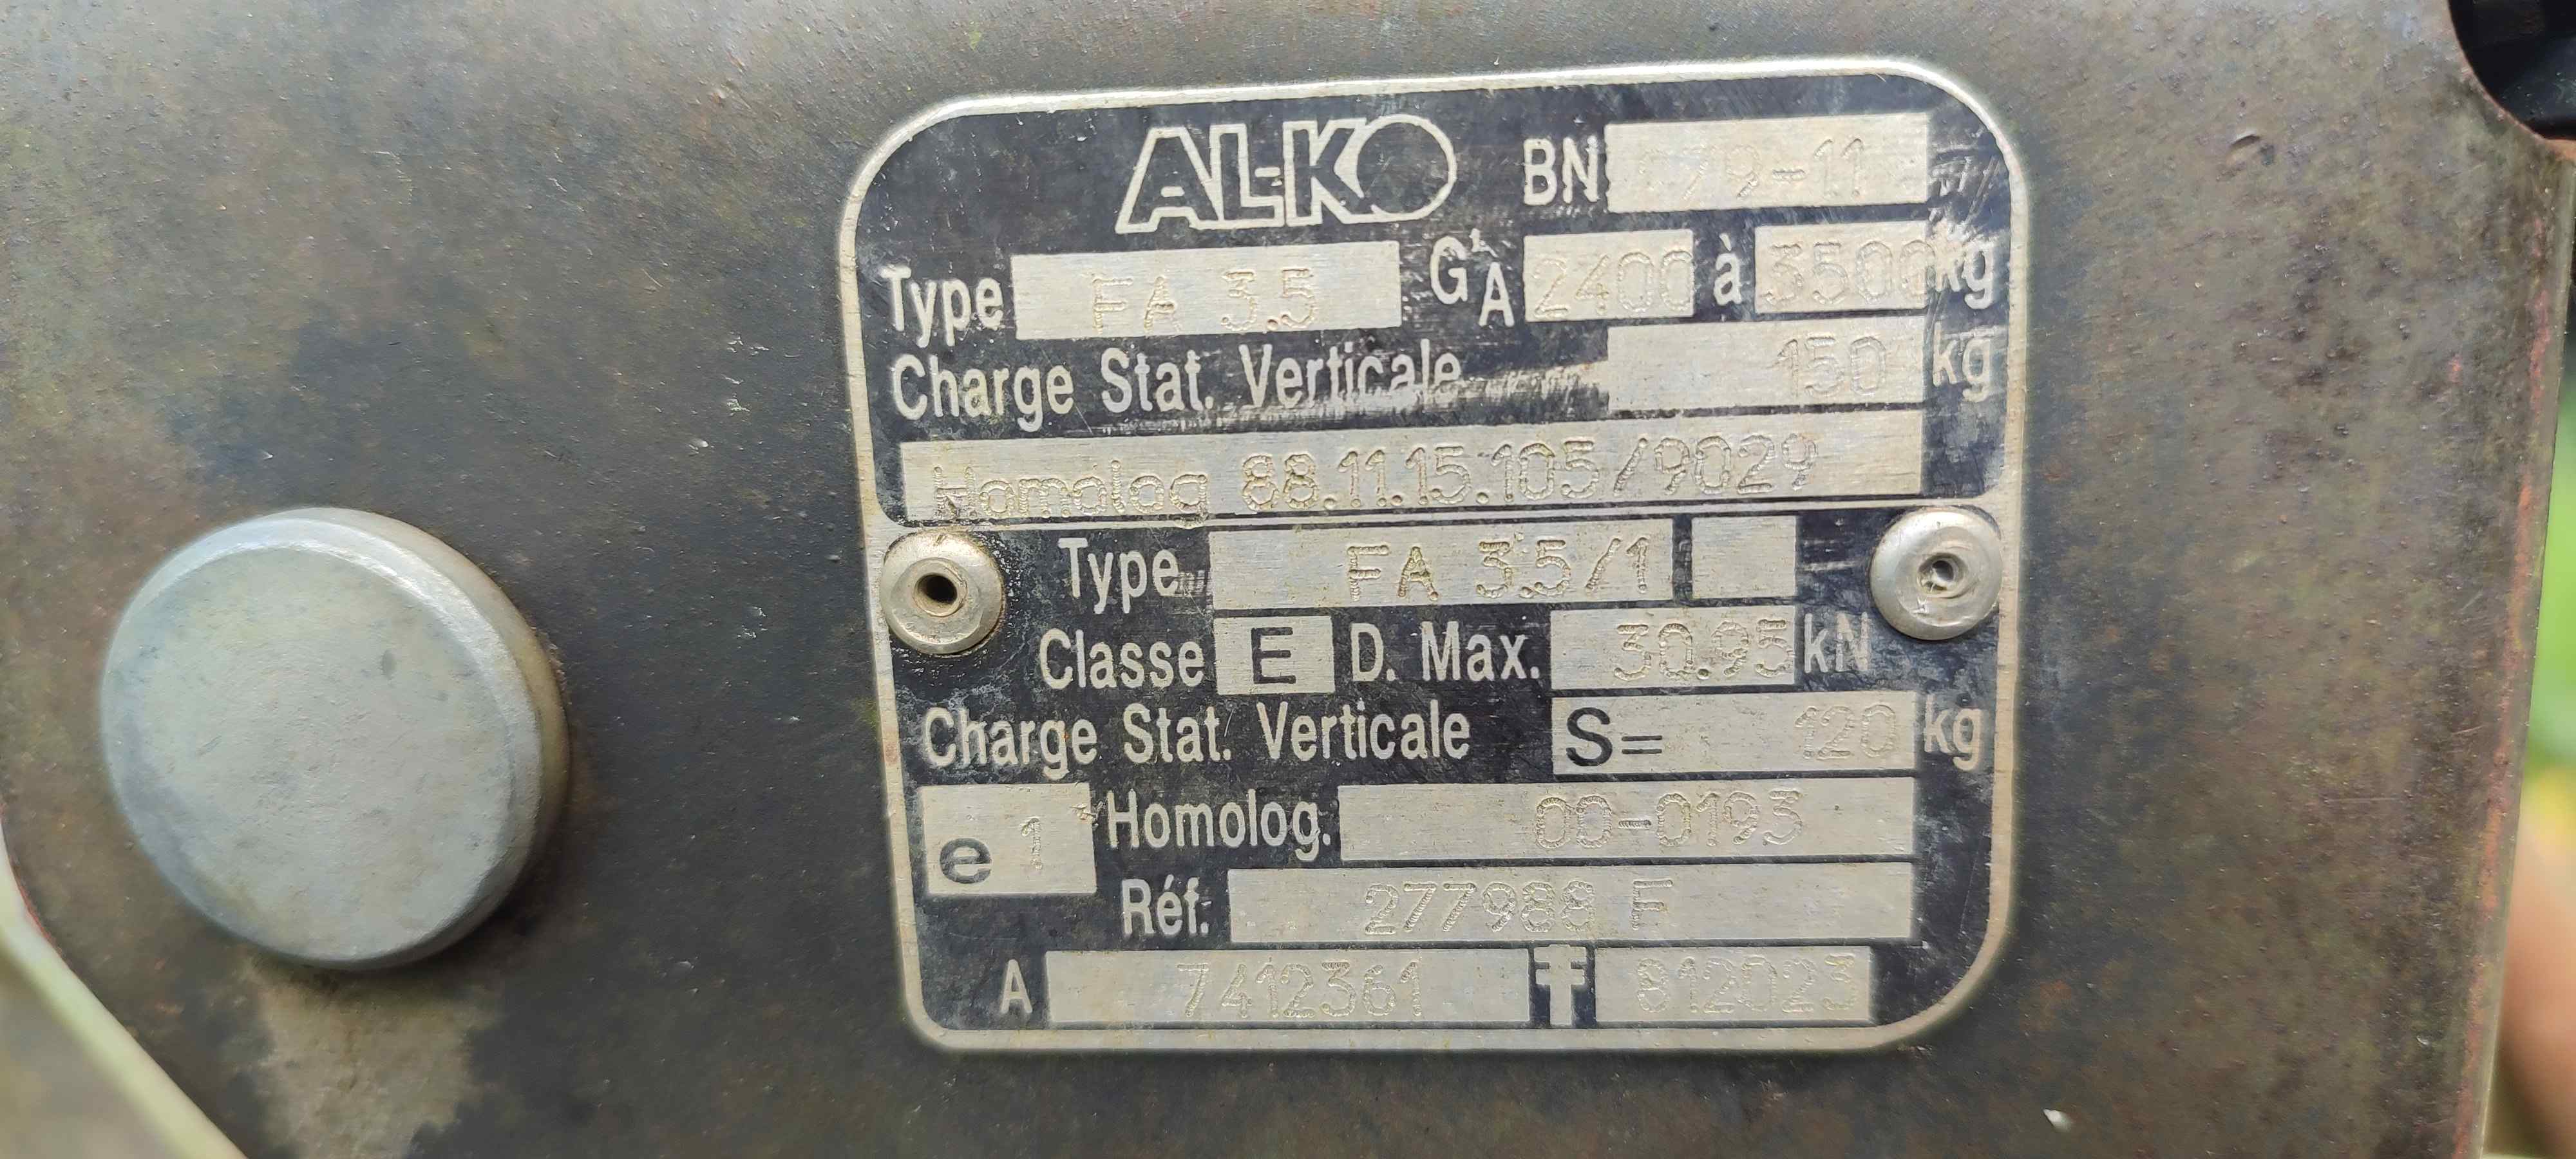 AL-KO BN 79-11
Type FA 3.5 G'A 2400 à 3500 kg
Charge Stat. Verticale 150 kg
Homolog 88.11.15.105/9029
Type FA 3.5/1
Classe E D. Max. 30.95 kN
Charge Stat. Verticale S= 120 kg
e 1 Homolog. 00-0193
Réf. 277988 F
A 7412361 812023